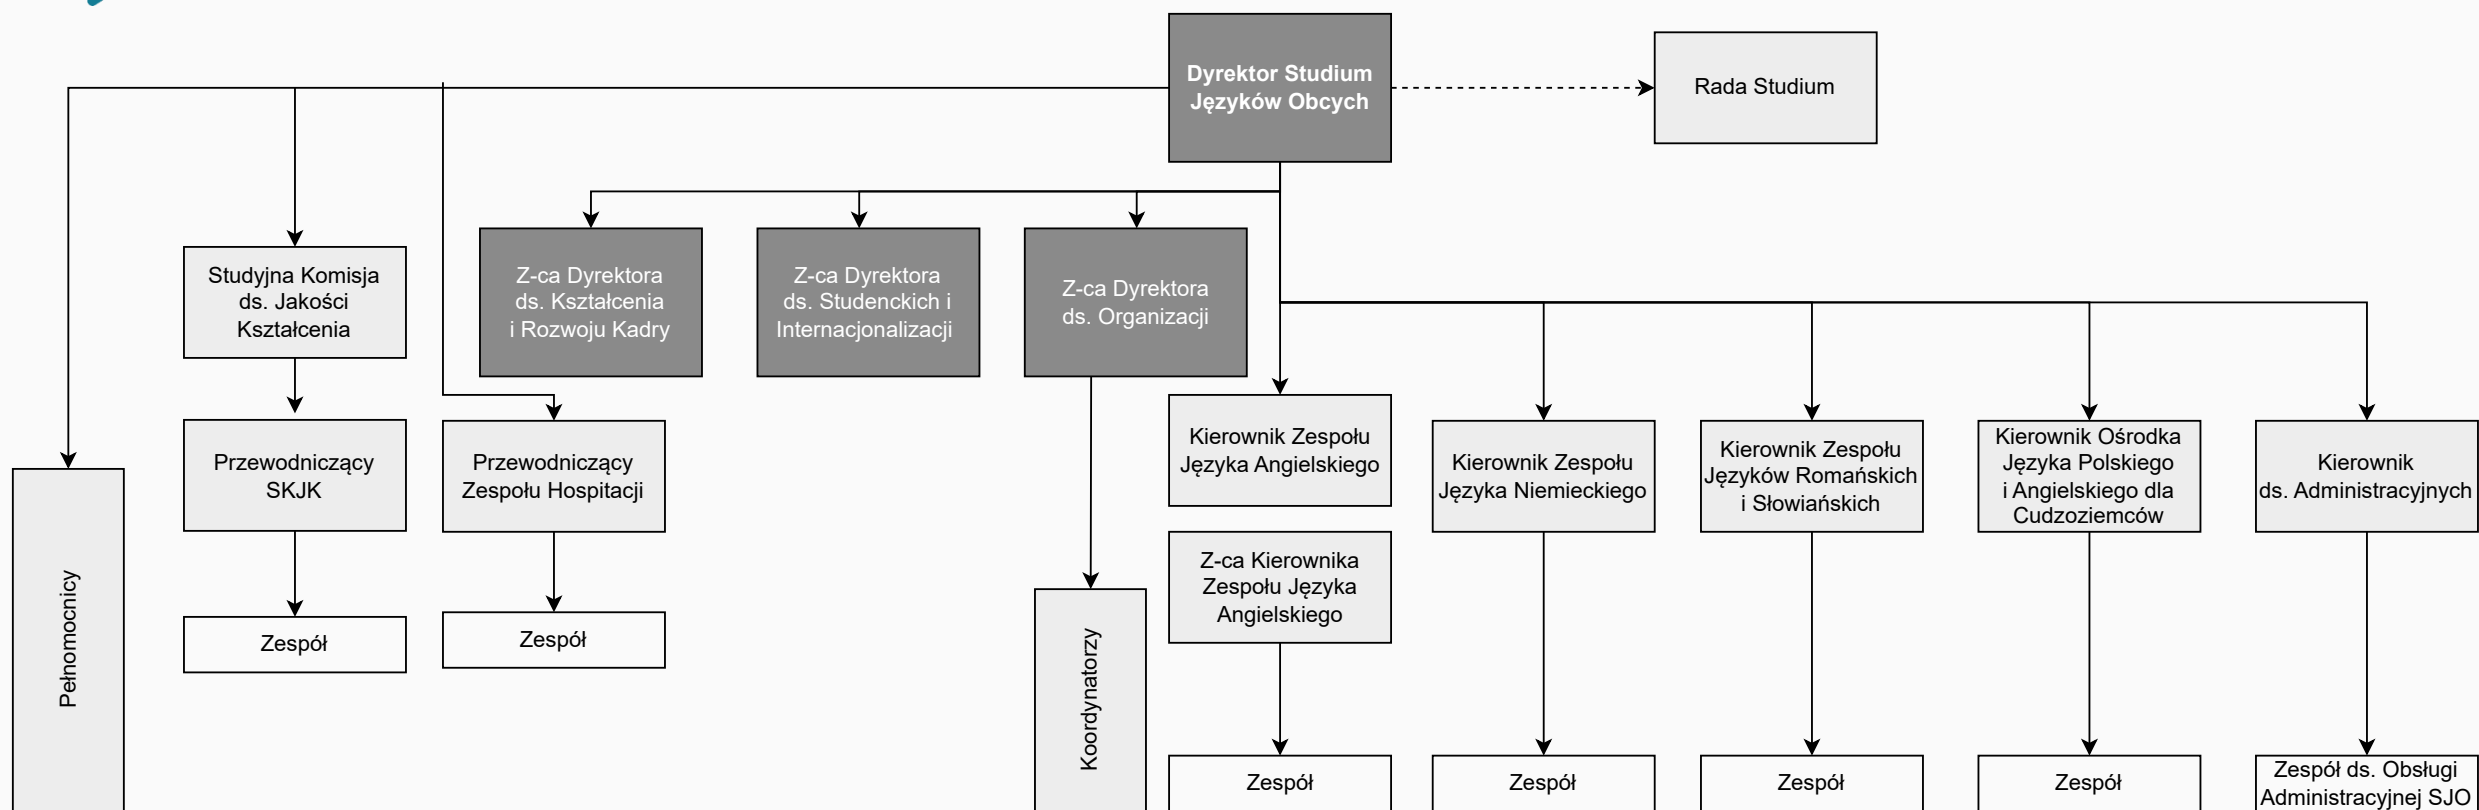 Dyrektor Studium
Języków Obcych
Rada Studium
Studyjna Komisja
ds. Jakości
Kształcenia
Z-ca Dyrektora
ds. Kształcenia
i Rozwoju Kadry
Z-ca Dyrektora
ds. Studenckich i
Internacjonalizacji
Z-ca Dyrektora
ds. Organizacji
Przewodniczący
SKJK
Przewodniczący
Zespołu Hospitacji
Kierownik Zespołu
Języka Angielskiego
Kierownik Zespołu
Języka Niemieckiego
Kierownik Zespołu
Języków Romańskich
i Słowiańskich
Kierownik Ośrodka
Języka Polskiego
i Angielskiego dla
Cudzoziemców
Kierownik
ds. Administracyjnych
Z-ca Kierownika
Zespołu Języka
Angielskiego
Pełnomocnicy
Zespół
Zespół
Koordynatorzy
Zespół
Zespół
Zespół
Zespół
Zespół ds. Obsługi
Administracyjnej SJO